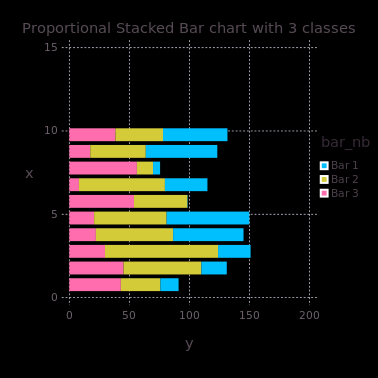 Proportional Stacked Bar chart with 3 classes
15
10
5
0
x
0 50 100 150 200
y
bar_nb
Bar 1
Bar 2
Bar 3